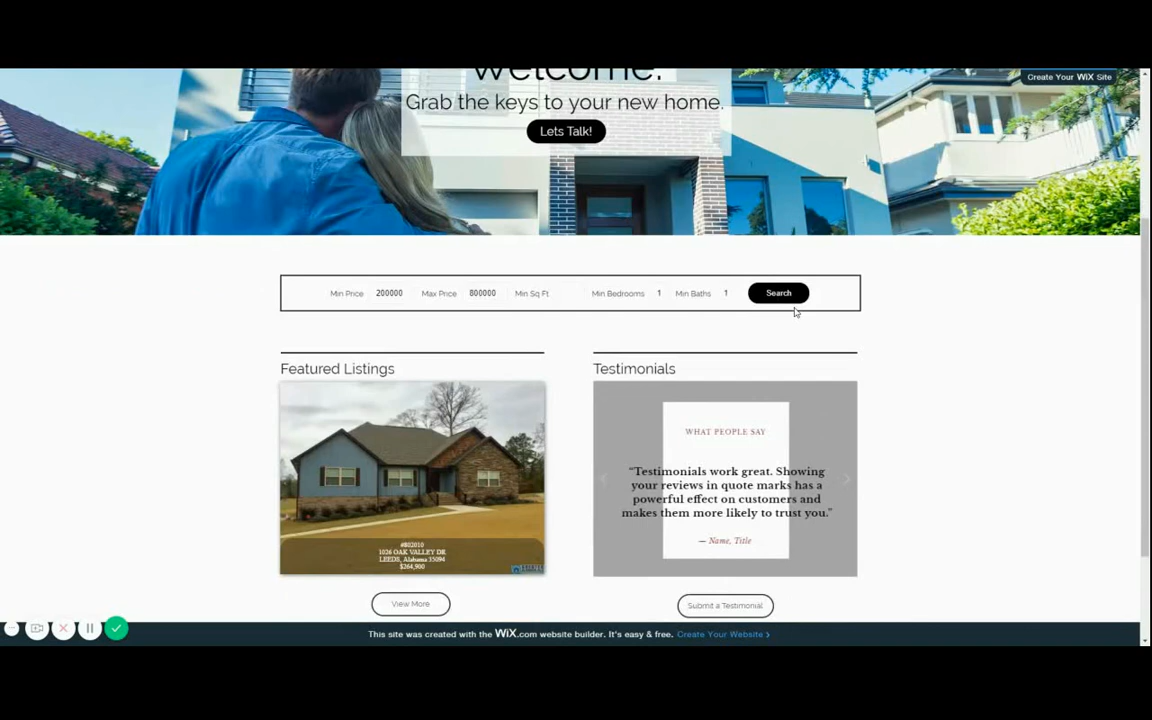 Welcome.
Create Your WiX Site
Grab the keys to your new home.
Lets Talk!
Min Price 200000 Max Price 800000 Min Sq Ft Min Bedrooms 1 Min Baths 1 Search
Featured Listings
Testimonials
WHAT PEOPLE SAY
“Testimonials work great. Showing
your reviews in quote marks has a
powerful effect on customers and
makes them more likely to trust you.”
— Name, Title
#802010
1026 OAK VALLEY DR
LEEDS, Alabama 35094
$264,900
View More
Submit a Testimonial
This site was created with the WiX.com website builder. It's easy & free. Create Your Website >